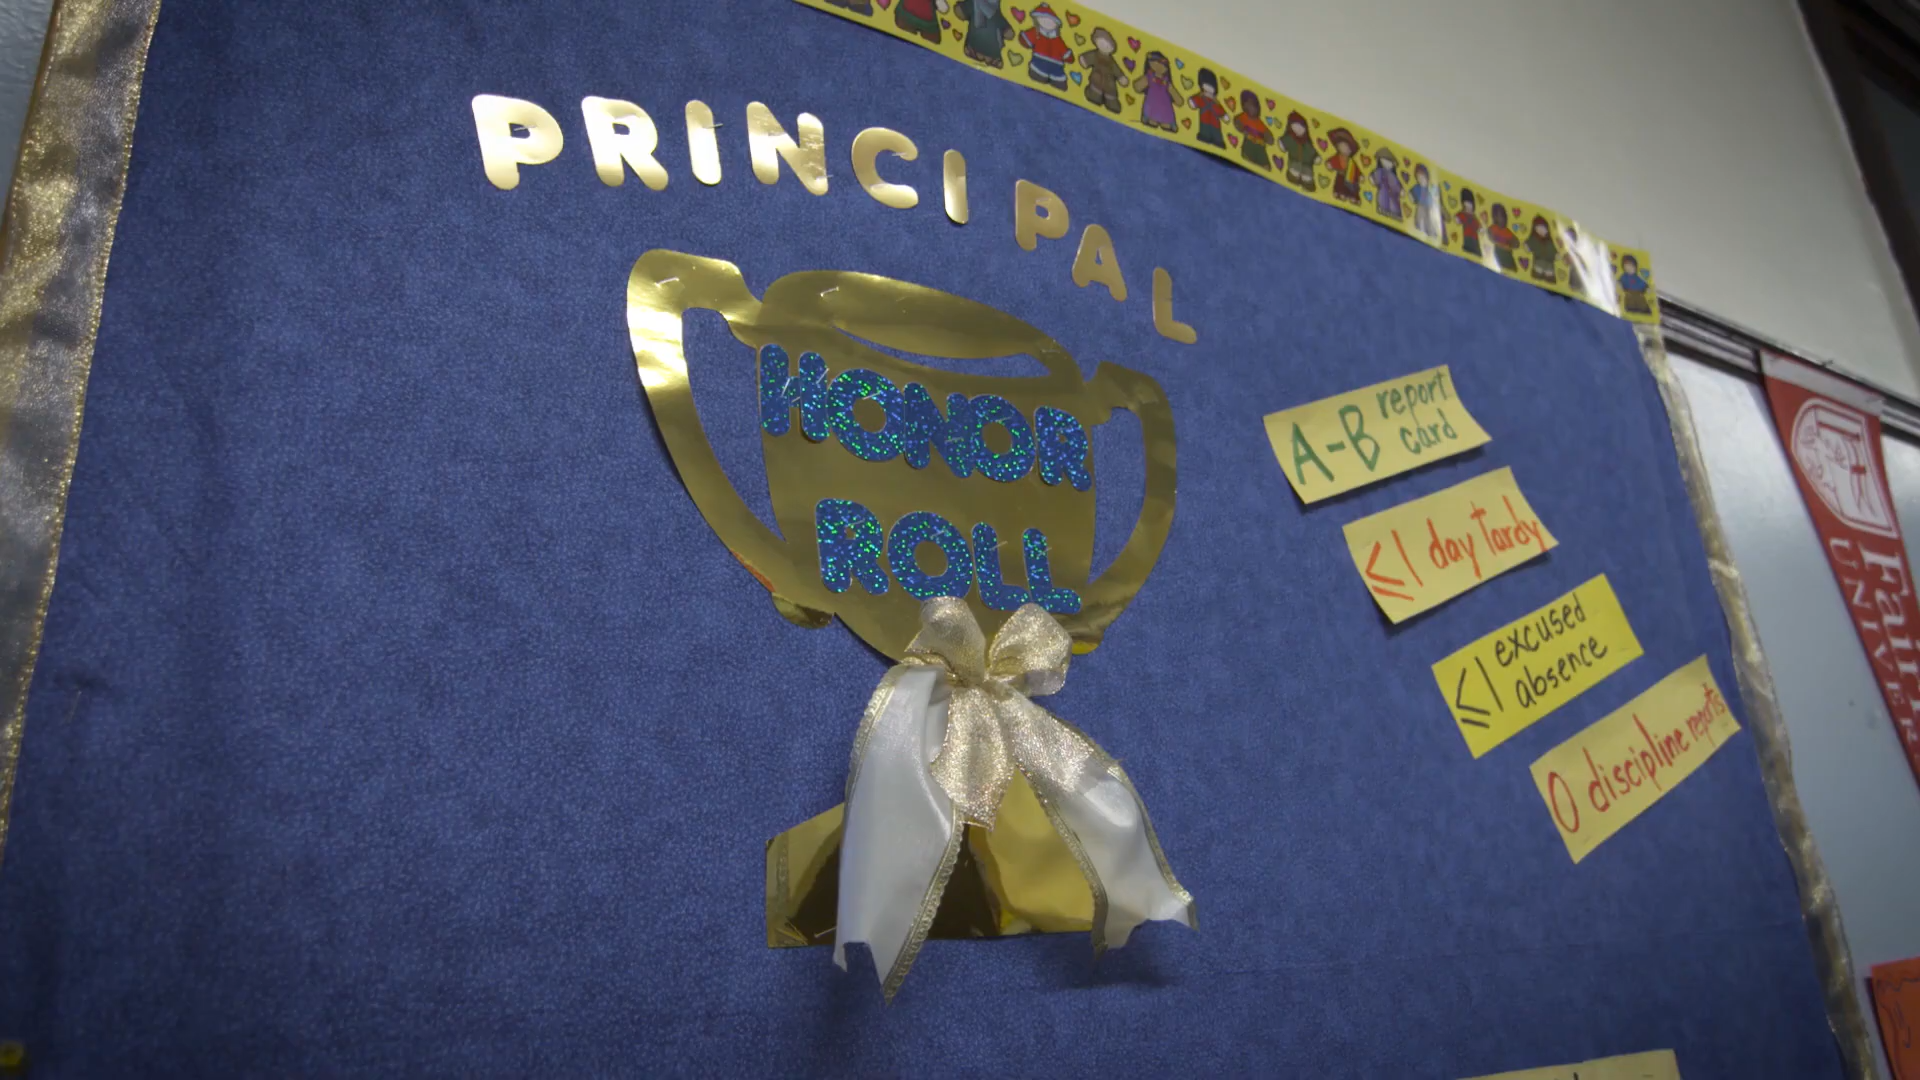 PRINCIPAL
HONOR
ROLL
A-B report
card
≤1 day Tardy
≤1 excused
absence
0 discipline reports